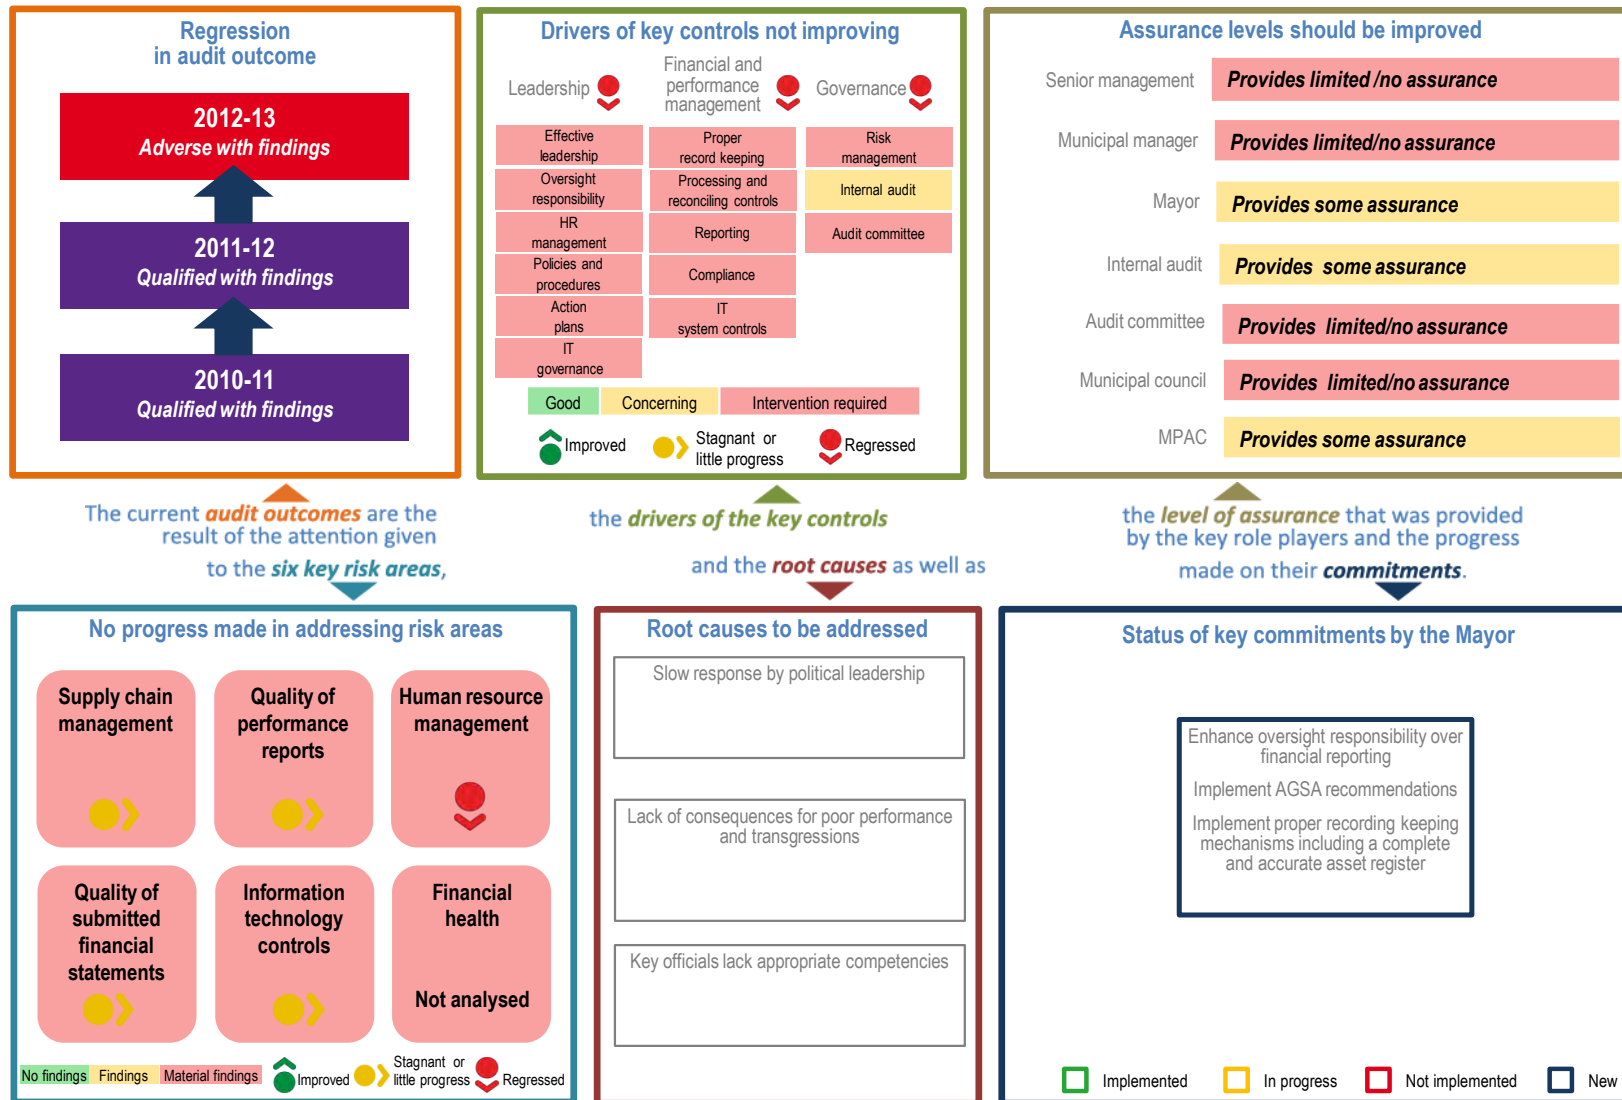 Regression
in audit outcome
2012-13
Adverse with findings
2011-12
Qualified with findings
2010-11
Qualified with findings
Drivers of key controls not improving
Leadership
Financial and
performance
management
Governance
Effective
leadership
Oversight
responsibility
HR
management
Policies and
procedures
Action
plans
IT
governance
Proper
record keeping
Processing and
reconciling controls
Reporting
Compliance
IT
system controls
Risk
management
Internal audit
Audit committee
Good
Concerning
Intervention required
Improved
Stagnant or
little progress
Regressed
Assurance levels should be improved
Senior management
Provides limited /no assurance
Municipal manager
Provides limited/no assurance
Mayor
Provides some assurance
Internal audit
Provides some assurance
Audit committee
Provides limited/no assurance
Municipal council
Provides limited/no assurance
MPAC
Provides some assurance
The current audit outcomes are the
result of the attention given
to the six key risk areas,
the drivers of the key controls
and the root causes as well as
the level of assurance that was provided
by the key role players and the progress
made on their commitments.
No progress made in addressing risk areas
Supply chain
management
Quality of
performance
reports
Human resource
management
Quality of
submitted
financial
statements
Information
technology
controls
Financial
health
Not analysed
No findings
Findings
Material findings
Improved
Stagnant or
little progress
Regressed
Root causes to be addressed
Slow response by political leadership
Lack of consequences for poor performance
and transgressions
Key officials lack appropriate competencies
Status of key commitments by the Mayor
Enhance oversight responsibility over
financial reporting
Implement AGSA recommendations
Implement proper recording keeping
mechanisms including a complete
and accurate asset register
Implemented
In progress
Not implemented
New